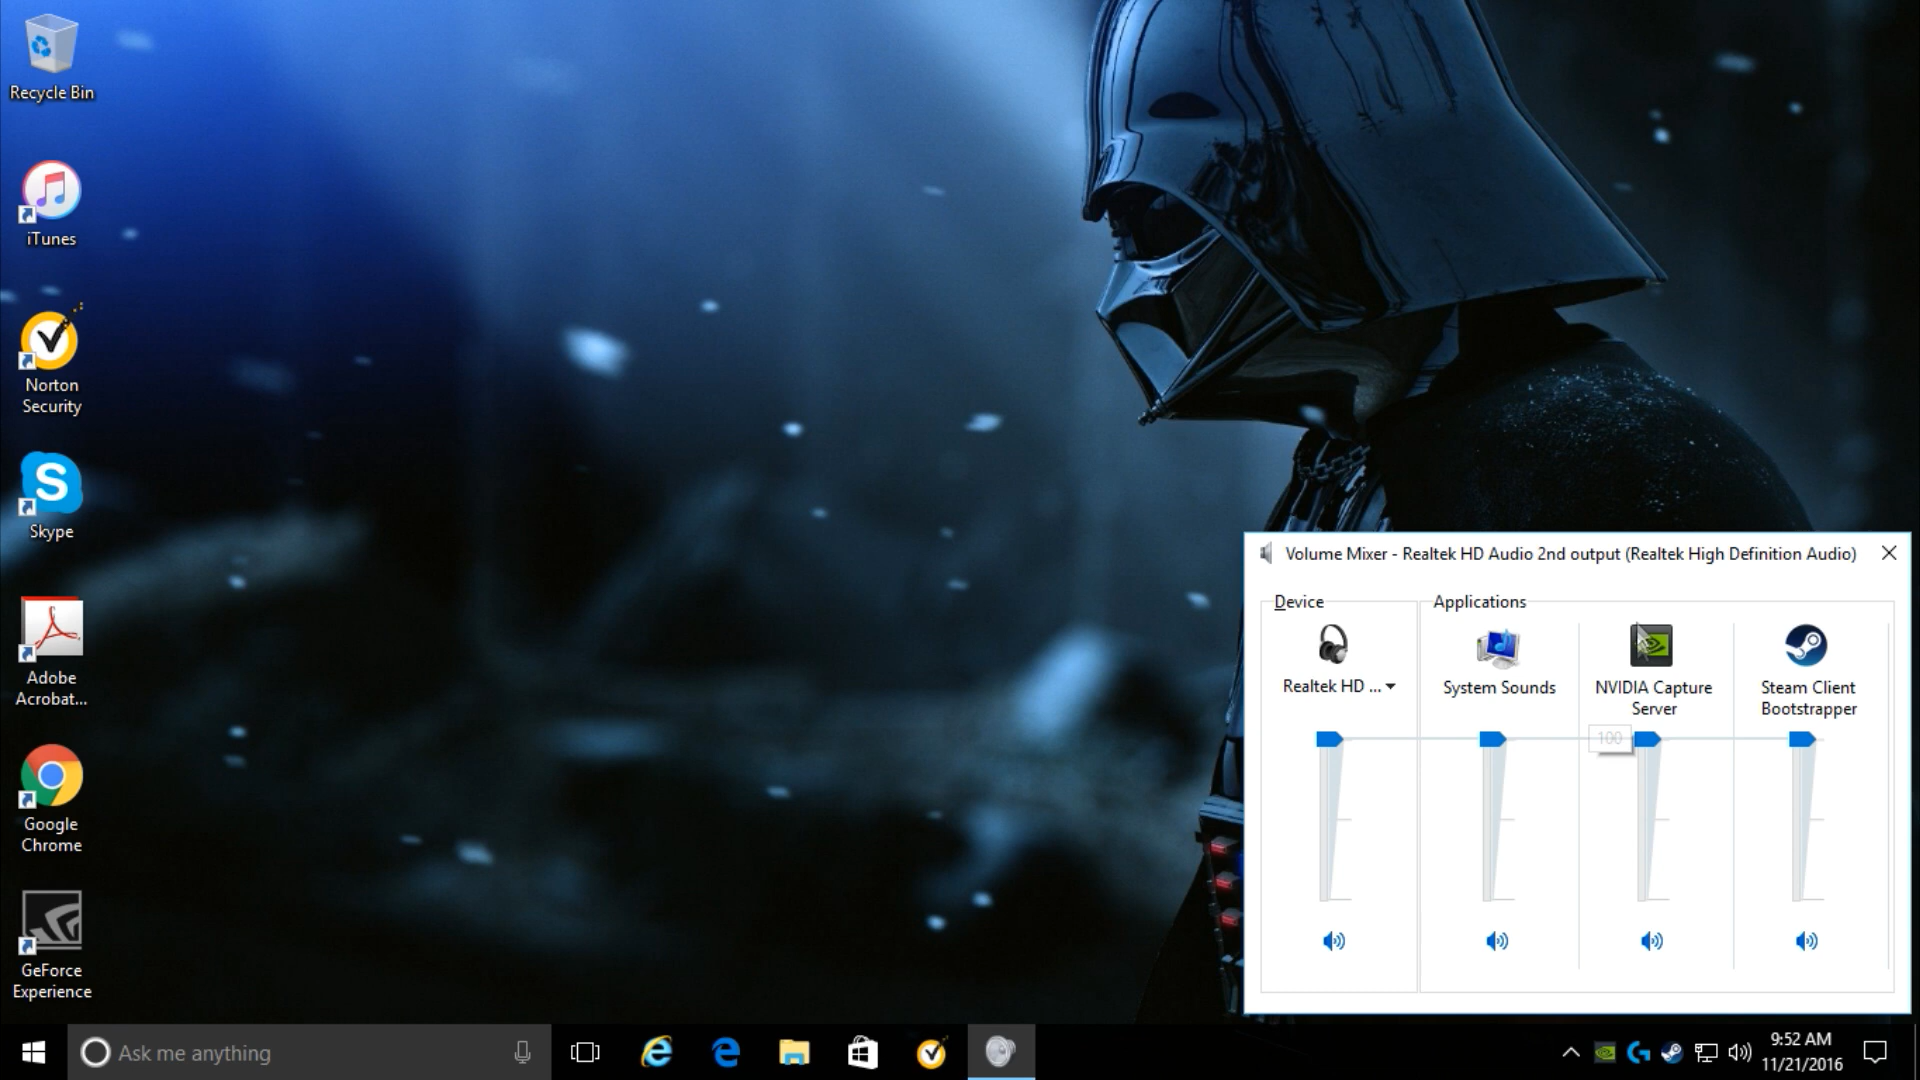 Recycle Bin
iTunes
Norton
Security
S
Skype
Adobe
Acrobat...
Google
Chrome
GeForce
Experience
Volume Mixer - Realtek HD Audio 2nd output (Realtek High Definition Audio)
Device
Applications
Realtek HD ...
System Sounds
NVIDIA Capture
Server
Steam Client
Bootstrapper
100
Ask me anything
9:52 AM
11/21/2016